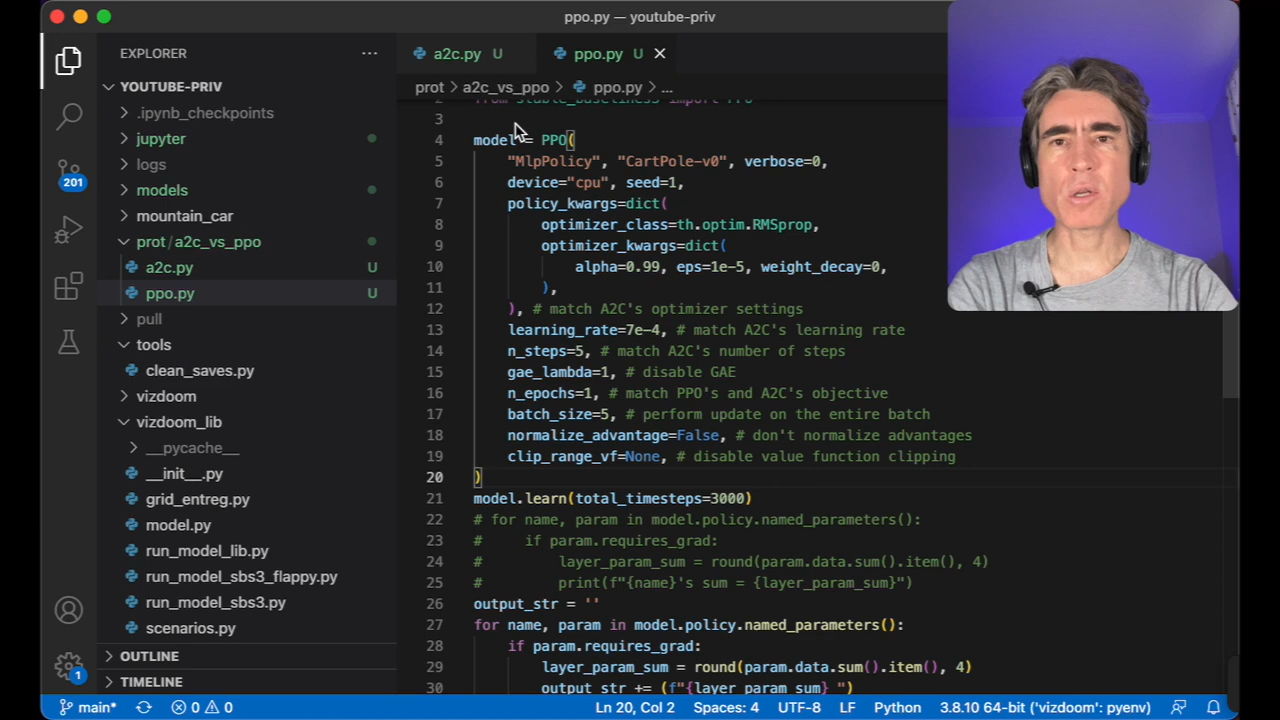 ppo.py — youtube-priv
EXPLORER
YOUTUBE-PRIV
.ipynb_checkpoints
jupyter
logs
models
mountain_car
prot/a2c_vs_ppo
a2c.py U
ppo.py U
pull
tools
clean_saves.py
vizdoom
vizdoom_lib
__pycache__
__init__.py
grid_entreg.py
model.py
run_model_lib.py
run_model_sbs3_flappy.py
run_model_sbs3.py
scenarios.py
OUTLINE
TIMELINE
201
1
a2c.py U
ppo.py U
prot > a2c_vs_ppo > ppo.py > ...
2 from stable_baselines3 import PPO
3
4 model = PPO(
5 "MlpPolicy", "CartPole-v0", verbose=0,
6 device="cpu", seed=1,
7 policy_kwargs=dict(
8 optimizer_class=th.optim.RMSprop,
9 optimizer_kwargs=dict(
10 alpha=0.99, eps=1e-5, weight_decay=0,
11 ),
12 ), # match A2C's optimizer settings
13 learning_rate=7e-4, # match A2C's learning rate
14 n_steps=5, # match A2C's number of steps
15 gae_lambda=1, # disable GAE
16 n_epochs=1, # match PPO's and A2C's objective
17 batch_size=5, # perform update on the entire batch
18 normalize_advantage=False, # don't normalize advantages
19 clip_range_vf=None, # disable value function clipping
20 )
21 model.learn(total_timesteps=3000)
22 # for name, param in model.policy.named_parameters():
23 # if param.requires_grad:
24 # layer_param_sum = round(param.data.sum().item(), 4)
25 # print(f"{name}'s sum = {layer_param_sum}")
26 output_str = ''
27 for name, param in model.policy.named_parameters():
28 if param.requires_grad:
29 layer_param_sum = round(param.data.sum().item(), 4)
30 output_str += (f"{layer_param_sum} ")
main* 0 0 Ln 20, Col 2 Spaces: 4 UTF-8 LF Python 3.8.10 64-bit ('vizdoom': pyenv)